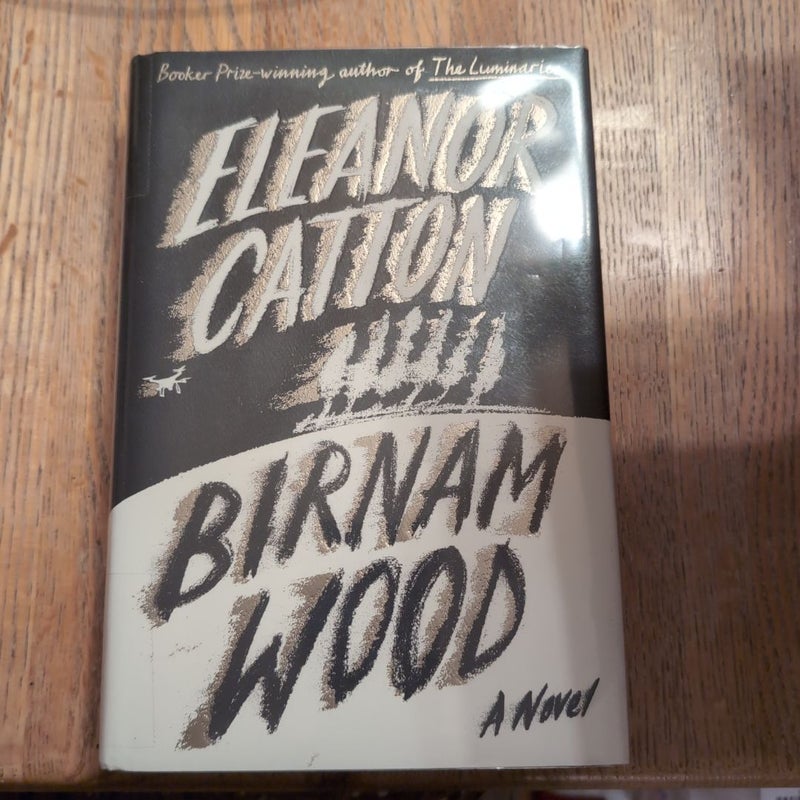 Booker Prize-winning author of The Luminaries
ELEANOR
CATTON
BIRNAM
WOOD
A Novel